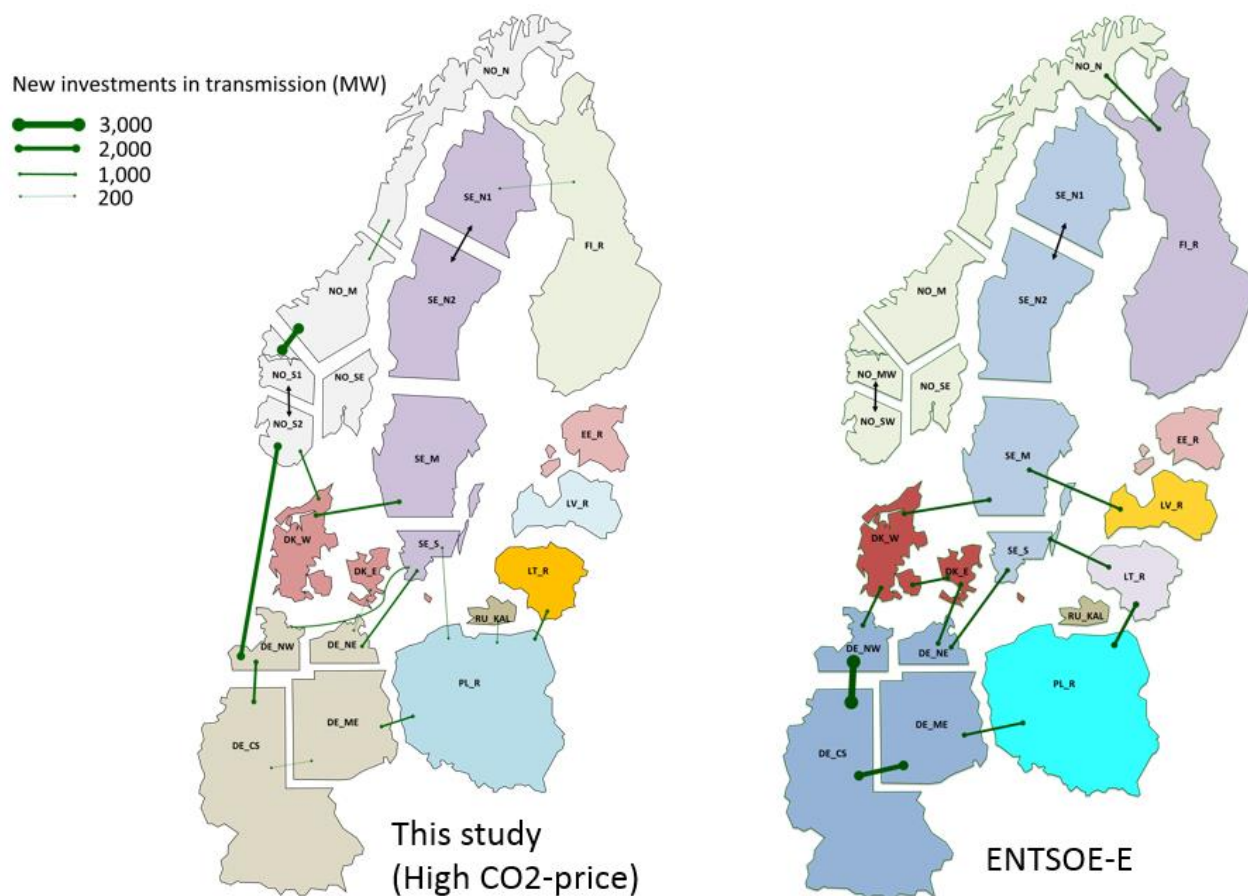 New investments in transmission (MW)
3,000
2,000
1,000
200
NO_N
SE_N1
FI_R
NO_M
SE_N2
NO_S1
NO_SE
NO_S2
SE_M
EE_R
LV_R
DK_W
SE_S
DK_E
LT_R
RU_KAL
DE_NW
DE_NE
PL_R
DE_ME
DE_CS
This study
(High CO2-price)
NO_N
SE_N1
FI_R
NO_M
SE_N2
NO_MW
NO_SE
NO_SW
EE_R
SE_M
LV_R
DK_W
SE_S
DK_E
LT_R
RU_KAL
DE_NW
DE_NE
PL_R
DE_ME
DE_CS
ENTSOE-E